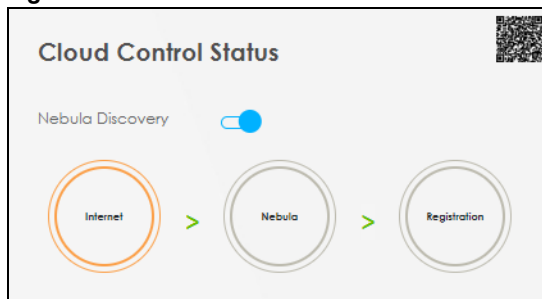 Cloud Control Status
Nebula Discovery
Internet > Nebula > Registration